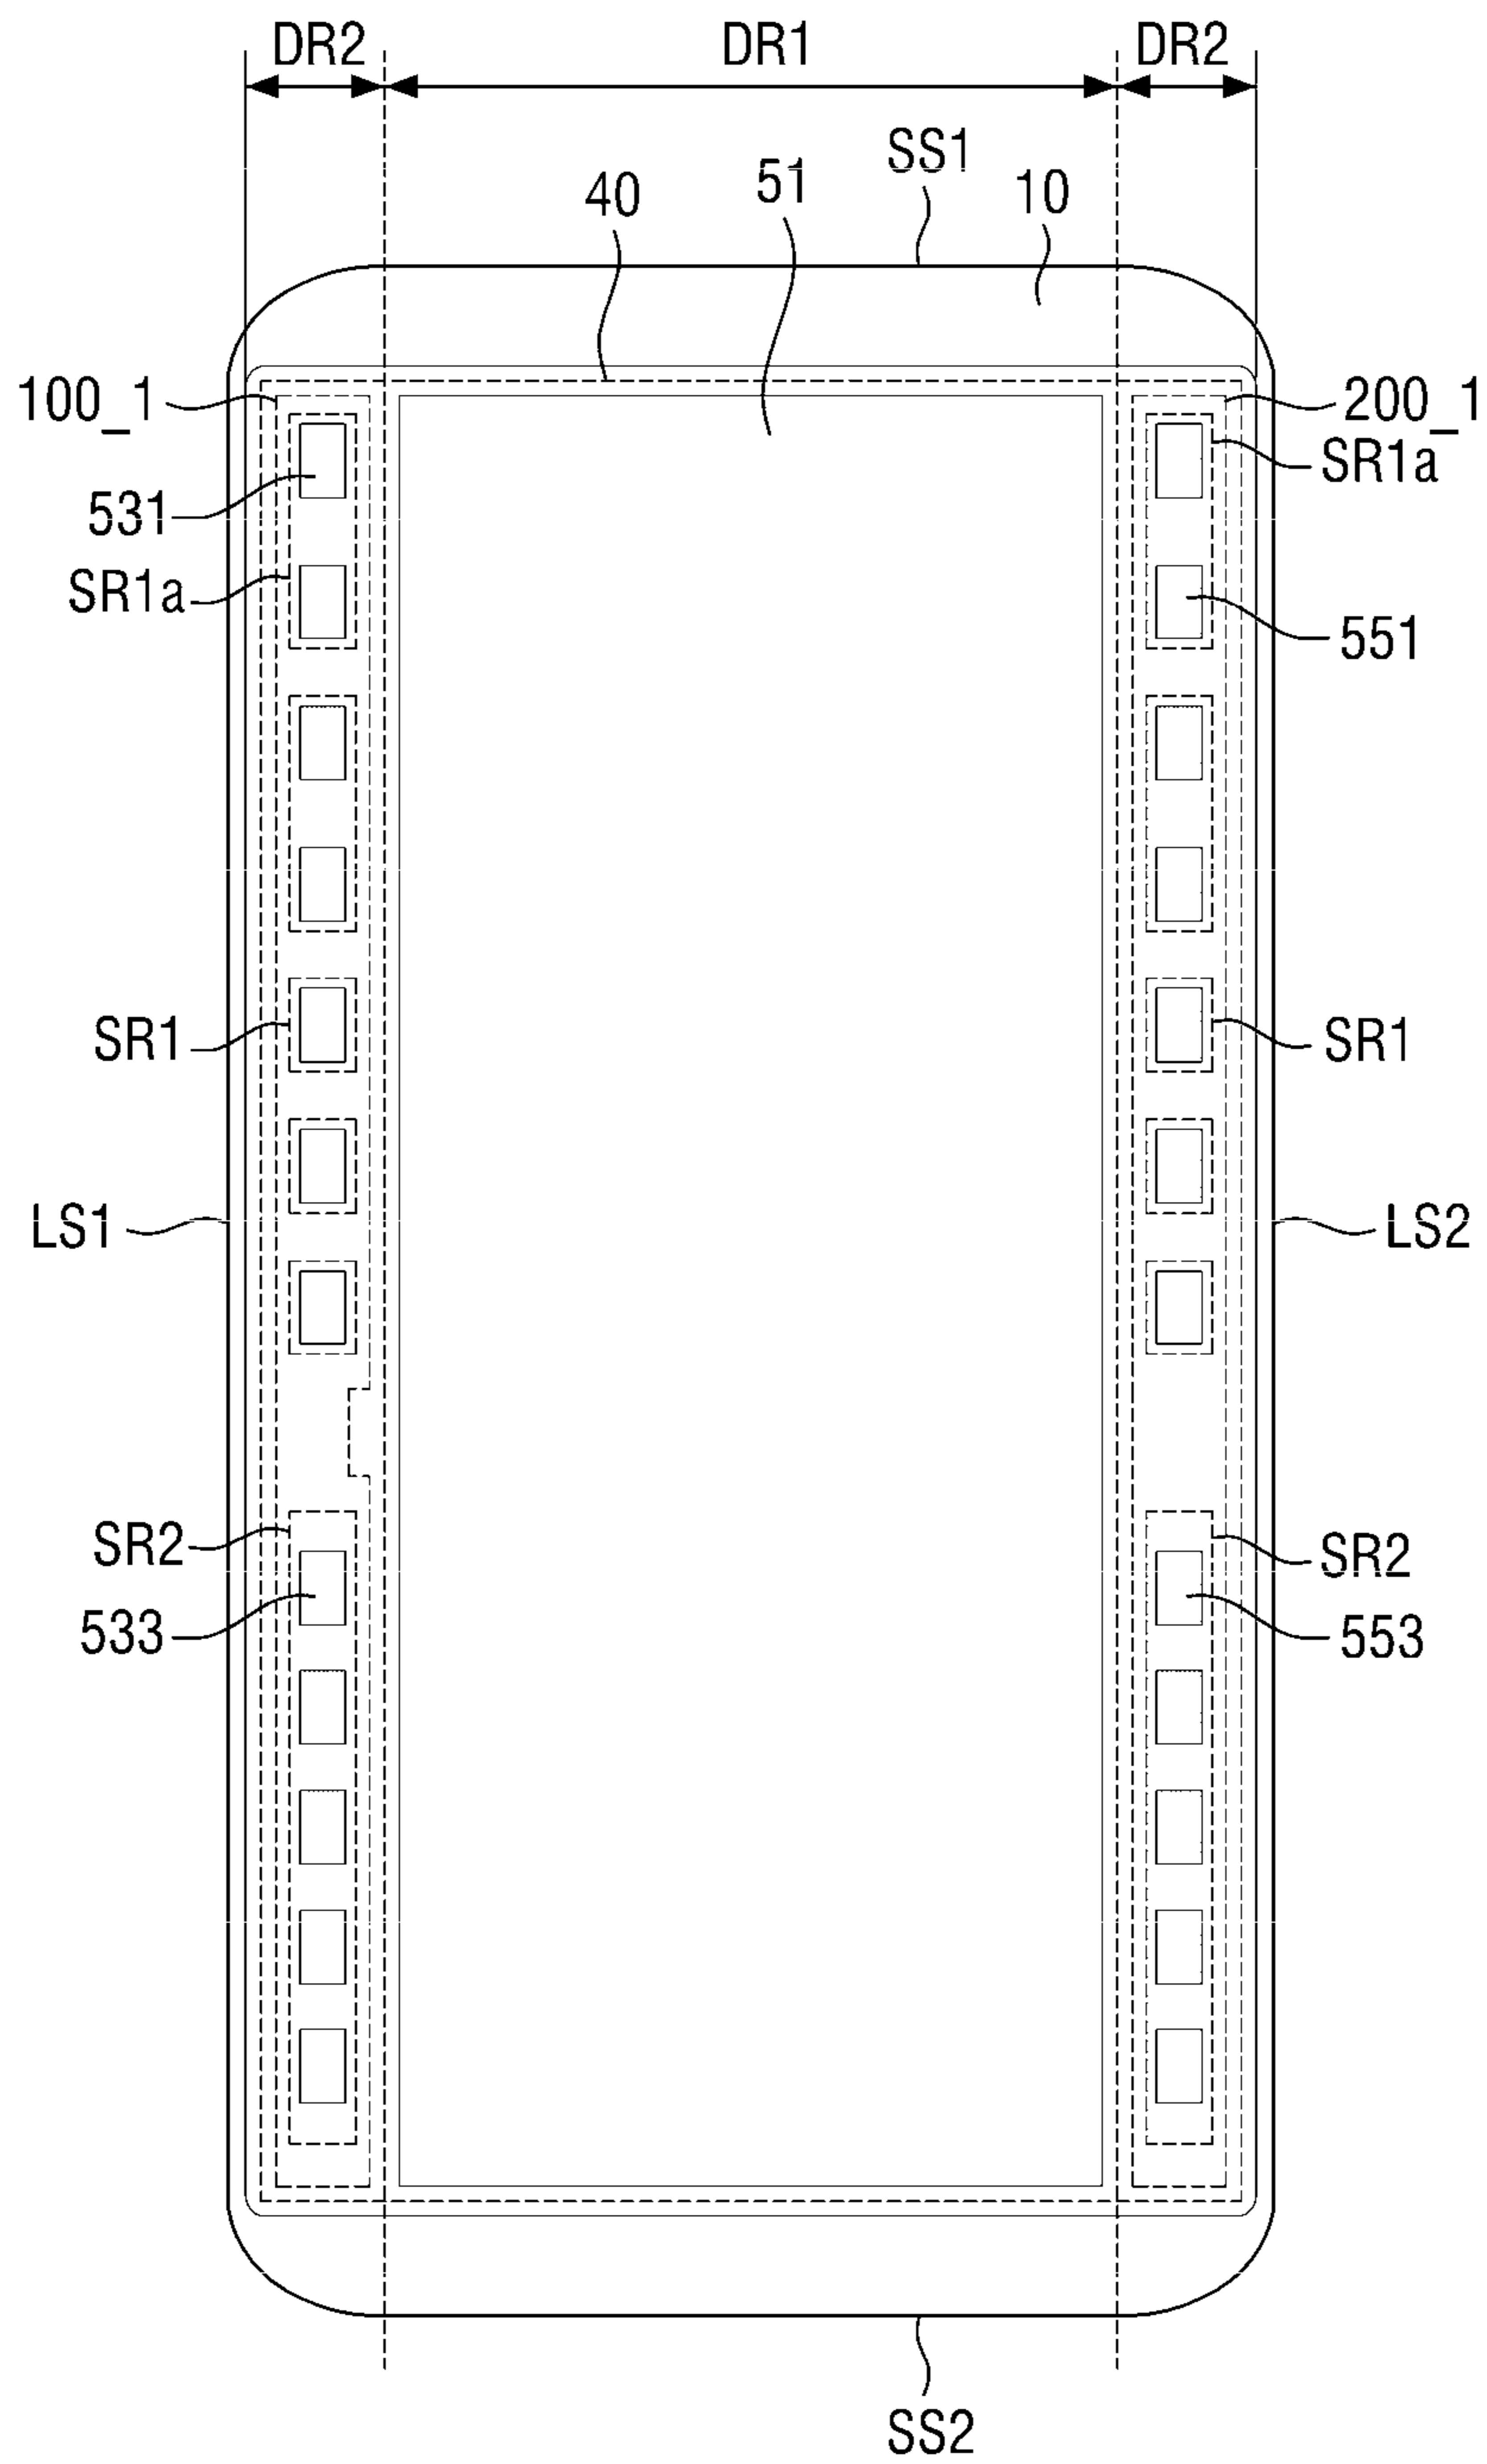 DR2 DR1 DR2
SS1
40 51 10
100_1 200_1
SR1a
531
SR1a
551
SR1 SR1
LS1 LS2
SR2 SR2
533 553
SS2